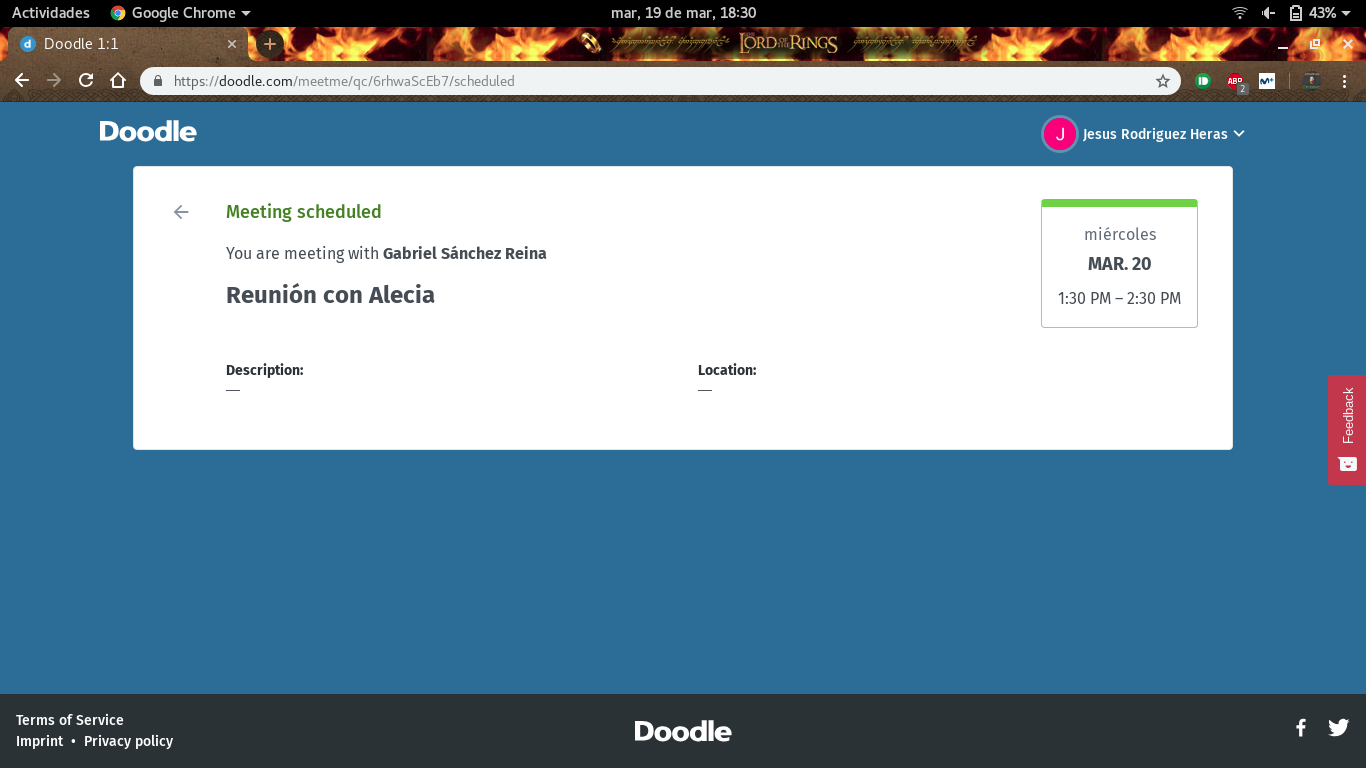 Actividades Google Chrome mar, 19 de mar, 18:30 43%
Doodle 1:1 THE LORD OF THE RINGS
https://doodle.com/meetme/qc/6rhwaScEb7/scheduled ABD 2
Doodle J Jesus Rodriguez Heras
Meeting scheduled
You are meeting with Gabriel Sánchez Reina
Reunión con Alecia
miércoles
MAR. 20
1:30 PM – 2:30 PM
Description:
—
Location:
—
Feedback
Terms of Service
Imprint • Privacy policy
Doodle